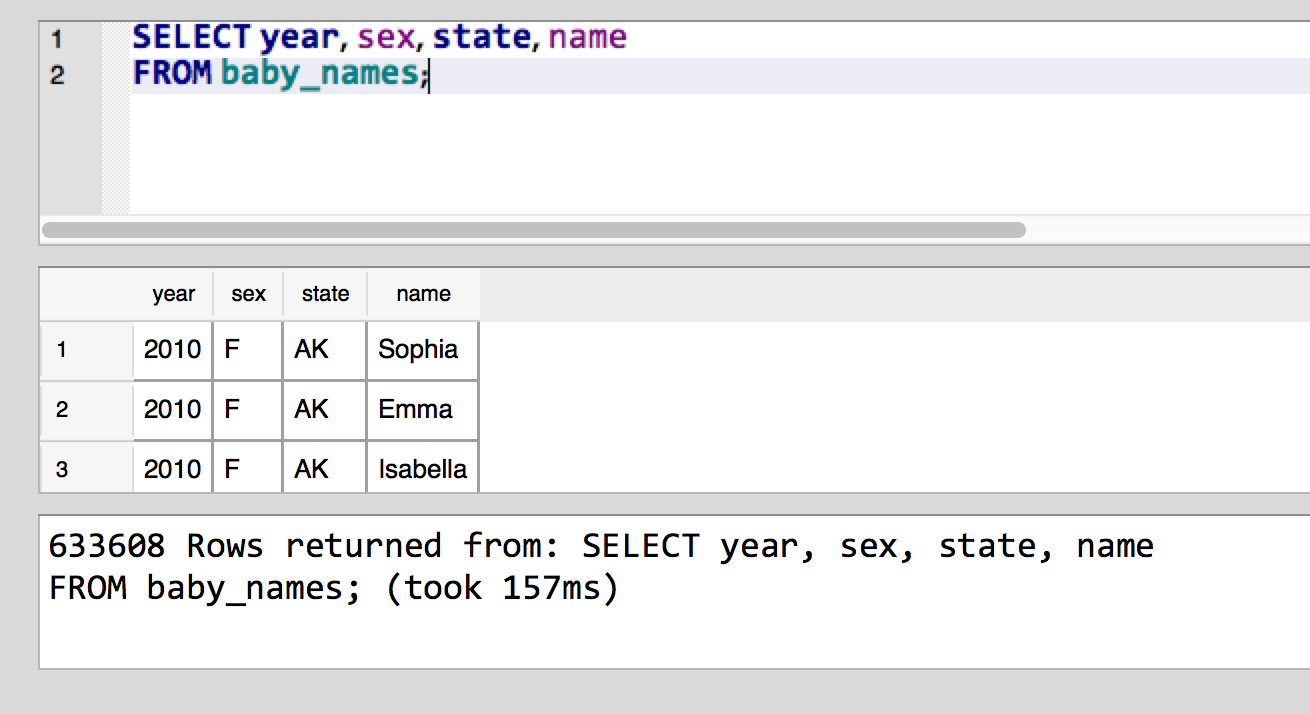 1 SELECT year, sex, state, name
2 FROM baby_names;
year sex state name
1 2010 F AK Sophia
2 2010 F AK Emma
3 2010 F AK Isabella
633608 Rows returned from: SELECT year, sex, state, name
FROM baby_names; (took 157ms)